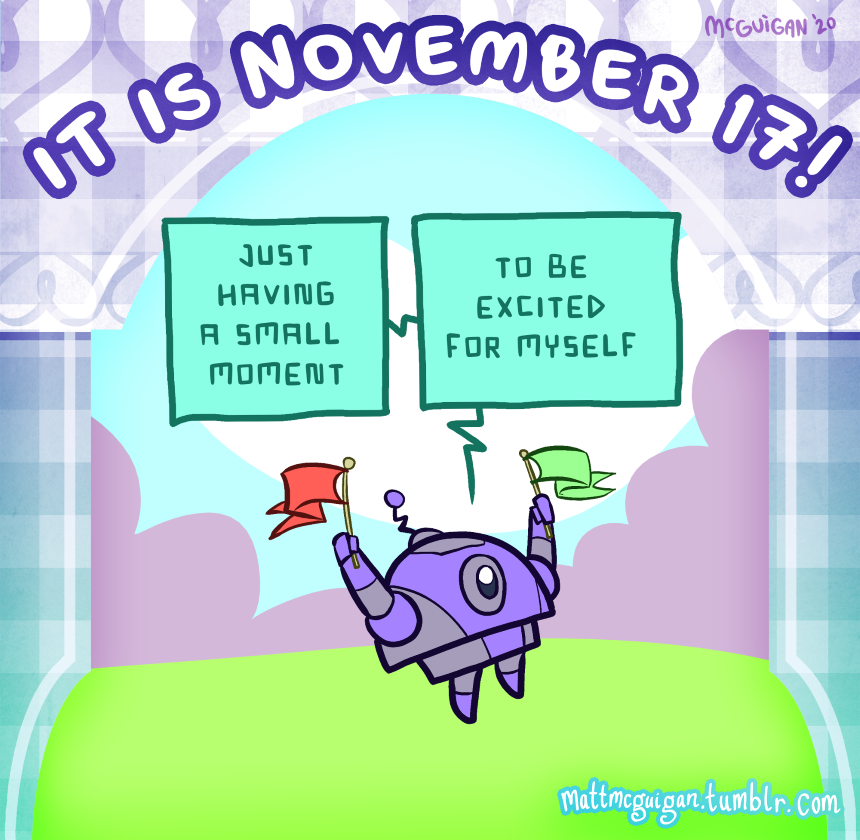 McGUIGAN '20
IT IS NOVEMBER 17!
JUST
HAVING
A SMALL
MOMENT
TO BE
EXCITED
FOR MYSELF
mattmcguigan.tumblr.com